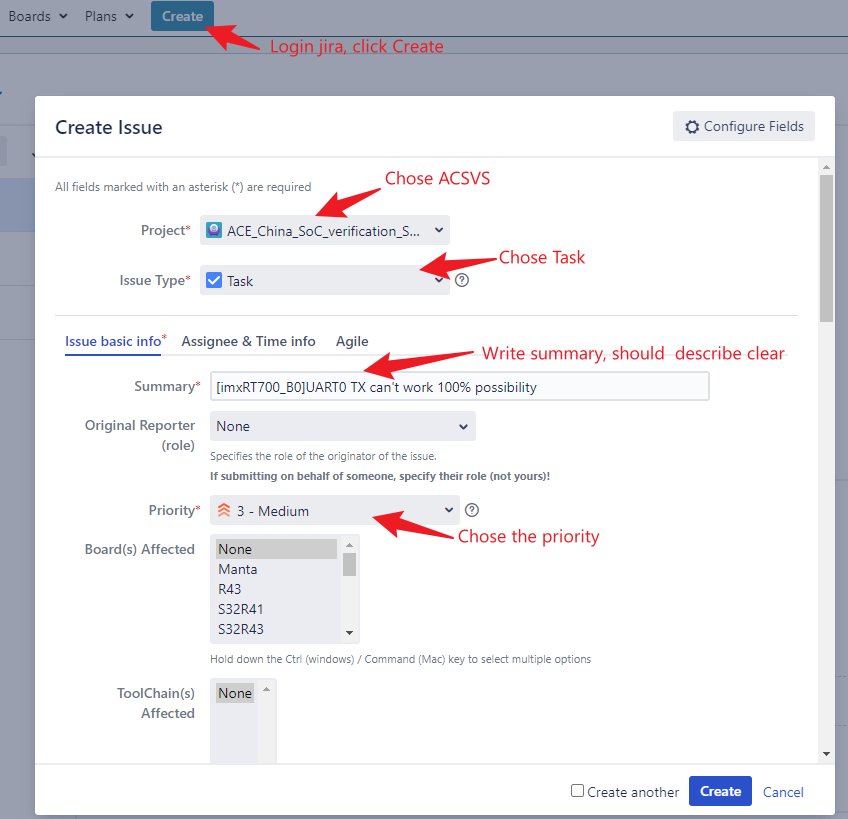 Boards Plans Create
Login jira, click Create
Create Issue Configure Fields
All fields marked with an asterisk (*) are required
Chose ACSVS
Project* ACE_China_SoC_verification_S...
Chose Task
Issue Type* Task
Issue basic info* Assignee & Time info Agile
Write summary, should describe clear
Summary* [imxRT700_B0]UART0 TX can't work 100% possibility
Original Reporter None
(role)
Specifies the role of the originator of the issue.
If submitting on behalf of someone, specify their role (not yours)!
Priority* 3 - Medium
Chose the priority
Board(s) Affected None
Manta
R43
S32R41
S32R43
Hold down the Ctrl (windows) / Command (Mac) key to select multiple options
ToolChain(s) None
Affected
Create another Create Cancel